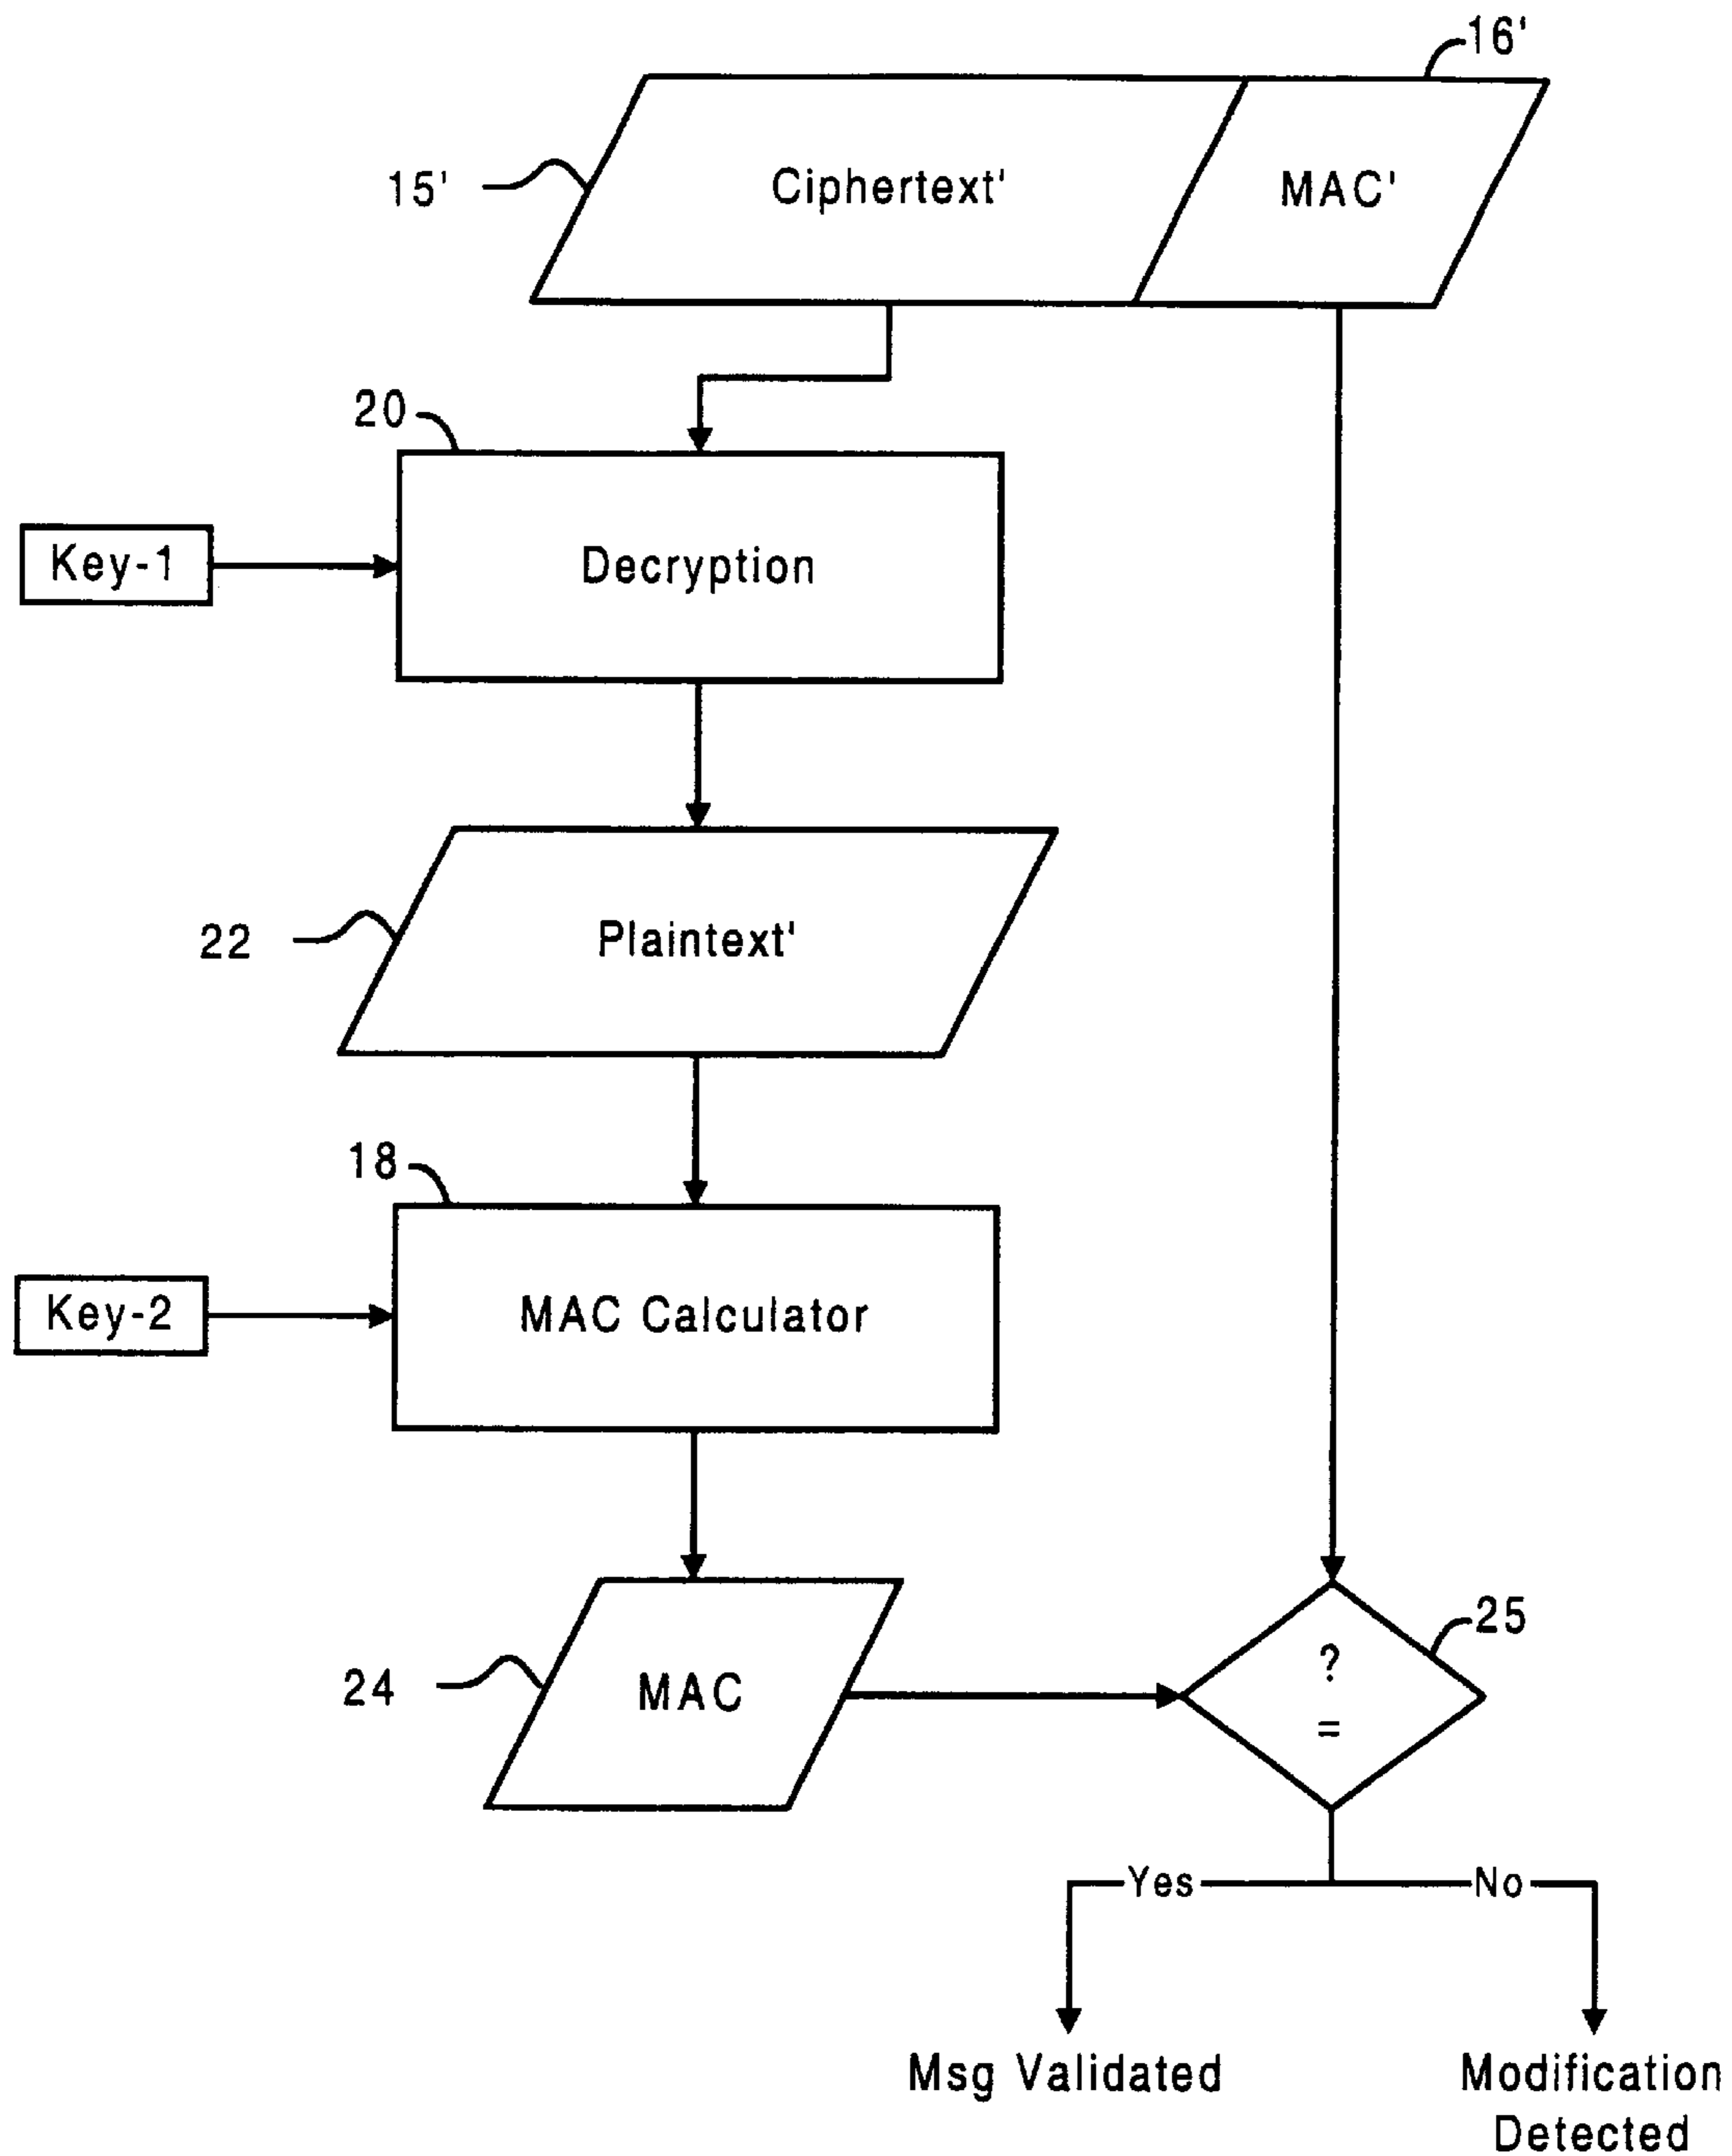 16'
15'
Ciphertext'
MAC'
20
Key-1
Decryption
22
Plaintext'
18
Key-2
MAC Calculator
24
MAC
25
?
=
Yes
No
Msg Validated
Modification
Detected